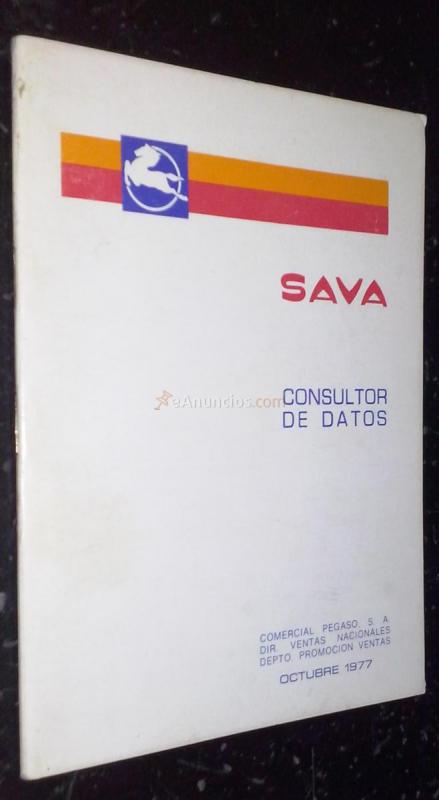 SAVA
eAnuncios.com
CONSULTOR
DE DATOS
COMERCIAL PEGASO. S. A.
DIR. VENTAS NACIONALES
DEPTO. PROMOCION VENTAS
OCTUBRE 1977